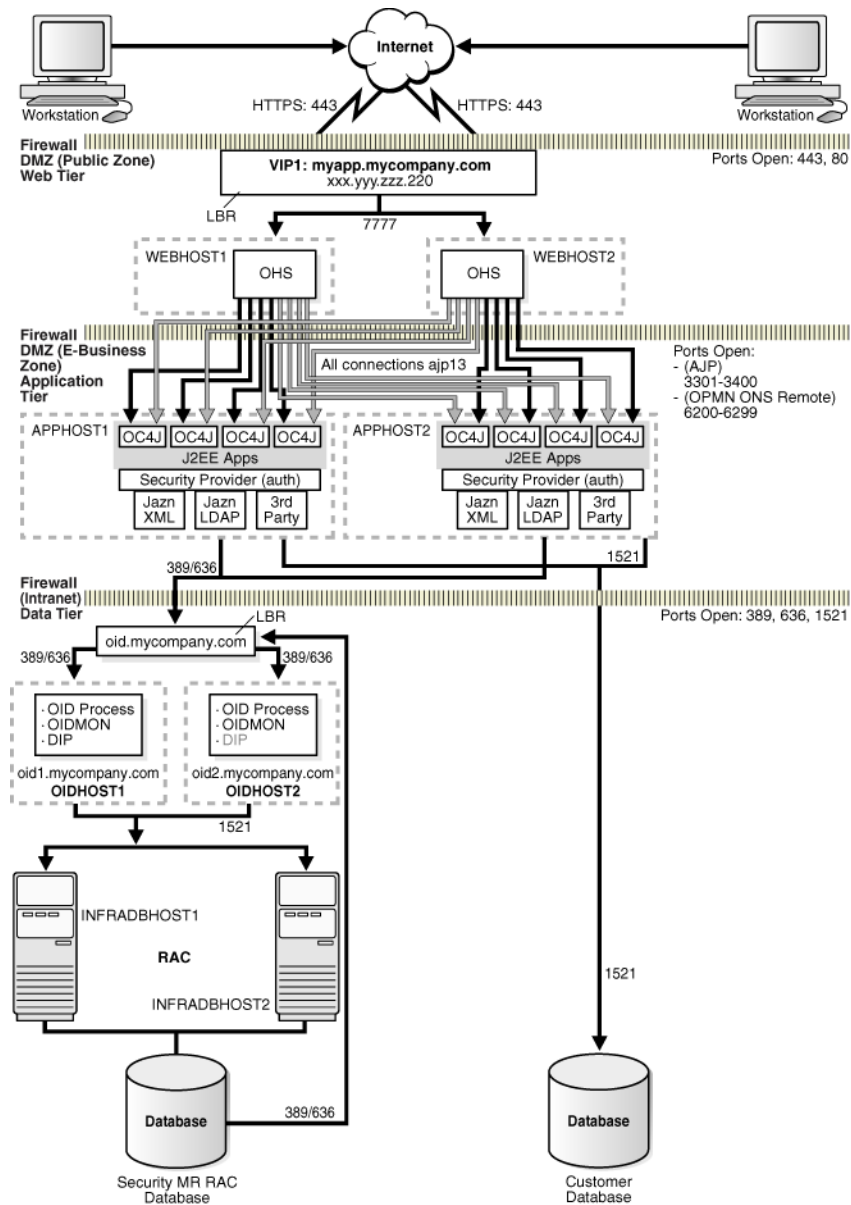 Internet
Workstation
Workstation
HTTPS: 443
HTTPS: 443
Firewall
DMZ (Public Zone)
Web Tier
Ports Open: 443, 80
VIP1: myapp.mycompany.com
xxx.yyy.zzz.220
LBR
7777
WEBHOST1
OHS
OHS
WEBHOST2
Firewall
DMZ (E-Business
Zone)
Application
Tier
All connections ajp13
Ports Open:
- (AJP)
3301-3400
- (OPMN ONS Remote)
6200-6299
APPHOST1
OC4J
OC4J
OC4J
OC4J
J2EE Apps
Security Provider (auth)
Jazn
XML
Jazn
LDAP
3rd
Party
APPHOST2
OC4J
OC4J
OC4J
OC4J
J2EE Apps
Security Provider (auth)
Jazn
XML
Jazn
LDAP
3rd
Party
389/636
1521
Firewall
(Intranet)
Data Tier
Ports Open: 389, 636, 1521
LBR
oid.mycompany.com
389/636
389/636
· OID Process
· OIDMON
· DIP
oid1.mycompany.com
OIDHOST1
· OID Process
· OIDMON
· DIP
oid2.mycompany.com
OIDHOST2
1521
INFRADBHOST1
RAC
INFRADBHOST2
1521
Database
389/636
Security MR RAC
Database
Database
Customer
Database